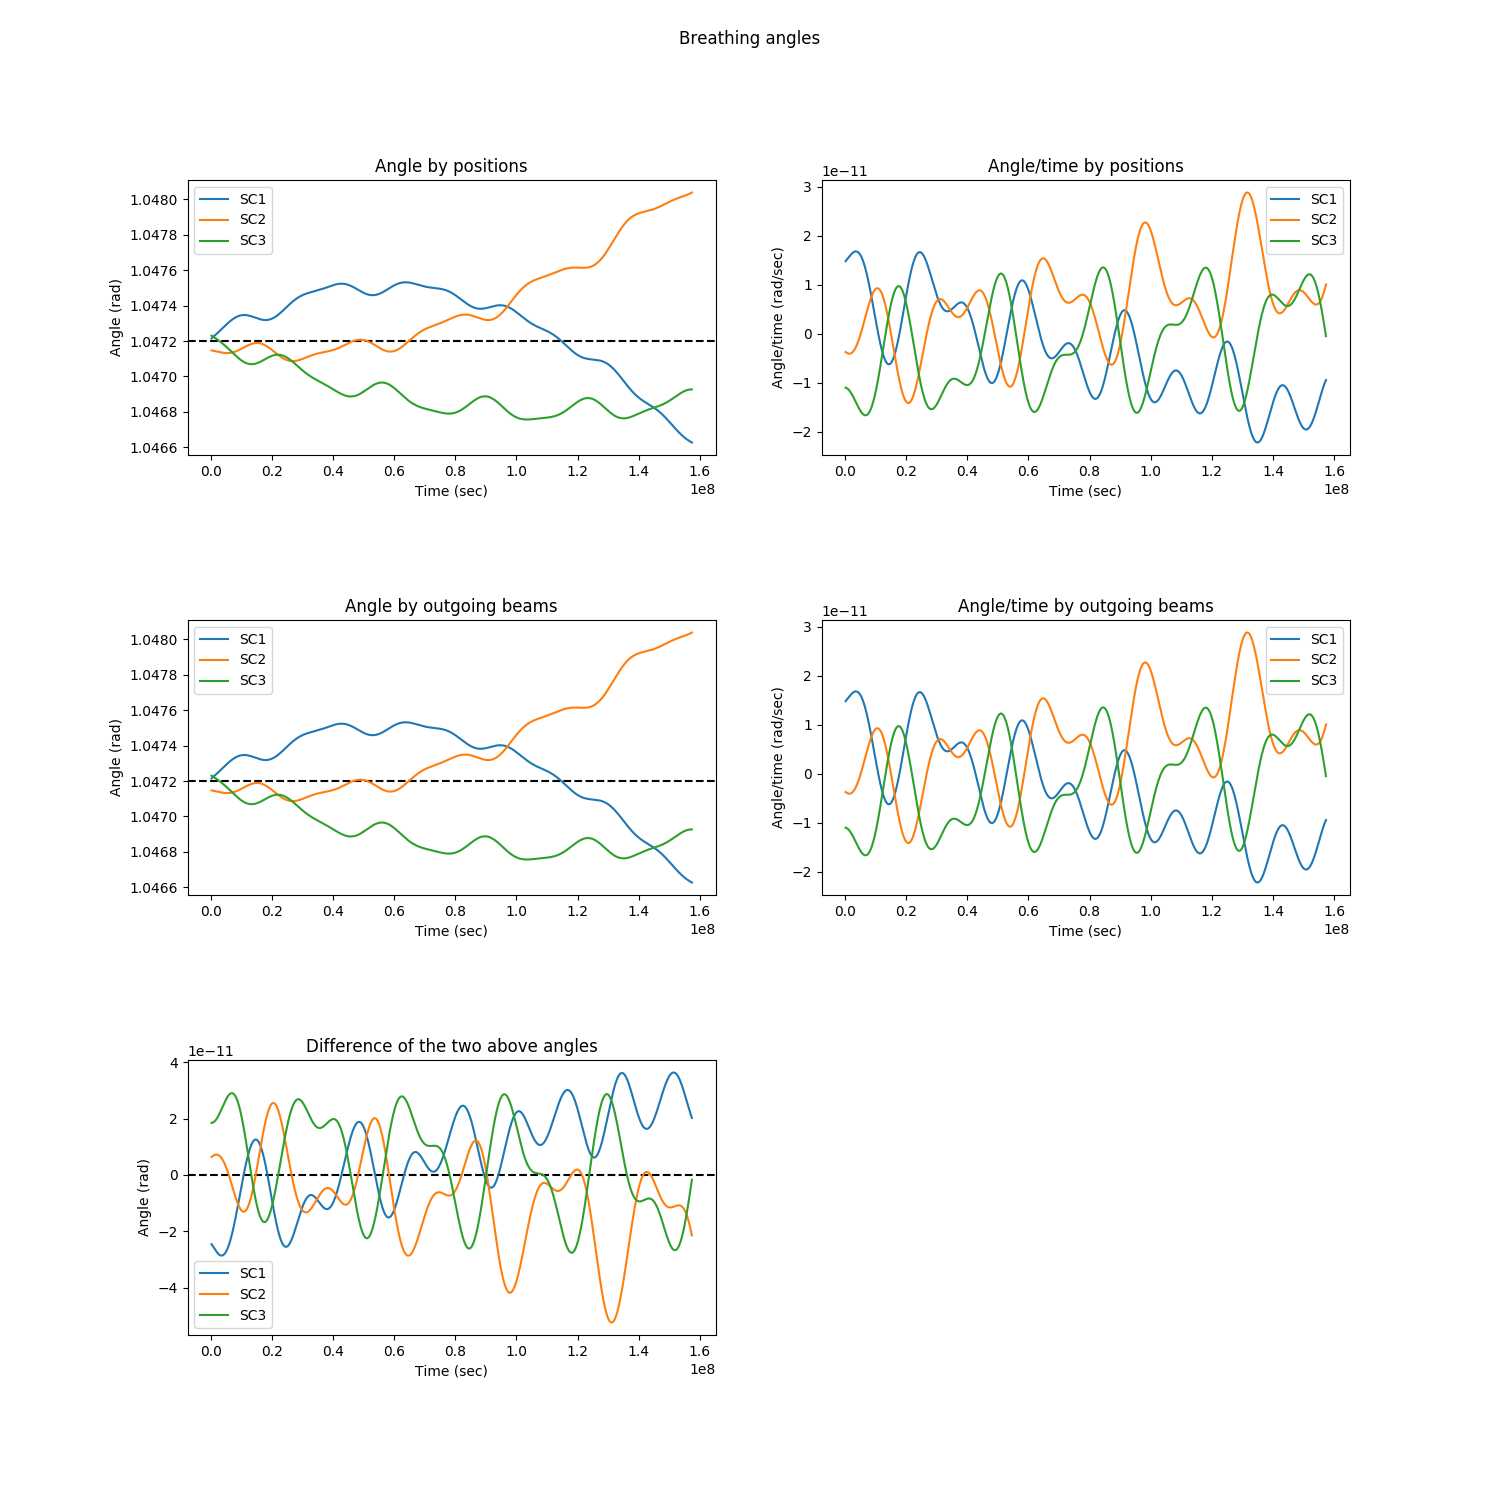 Breathing angles
Angle by positions
Angle (rad)
1.0480
1.0478
1.0476
1.0474
1.0472
1.0470
1.0468
1.0466
SC1
SC2
SC3
0.0 0.2 0.4 0.6 0.8 1.0 1.2 1.4 1.6
1e8
Time (sec)
Angle/time by positions
1e−11
Angle/time (rad/sec)
3
2
1
0
−1
−2
SC1
SC2
SC3
0.0 0.2 0.4 0.6 0.8 1.0 1.2 1.4 1.6
1e8
Time (sec)
Angle by outgoing beams
Angle (rad)
1.0480
1.0478
1.0476
1.0474
1.0472
1.0470
1.0468
1.0466
SC1
SC2
SC3
0.0 0.2 0.4 0.6 0.8 1.0 1.2 1.4 1.6
1e8
Time (sec)
Angle/time by outgoing beams
1e−11
Angle/time (rad/sec)
3
2
1
0
−1
−2
SC1
SC2
SC3
0.0 0.2 0.4 0.6 0.8 1.0 1.2 1.4 1.6
1e8
Time (sec)
Difference of the two above angles
1e−11
Angle (rad)
4
2
0
−2
−4
SC1
SC2
SC3
0.0 0.2 0.4 0.6 0.8 1.0 1.2 1.4 1.6
1e8
Time (sec)